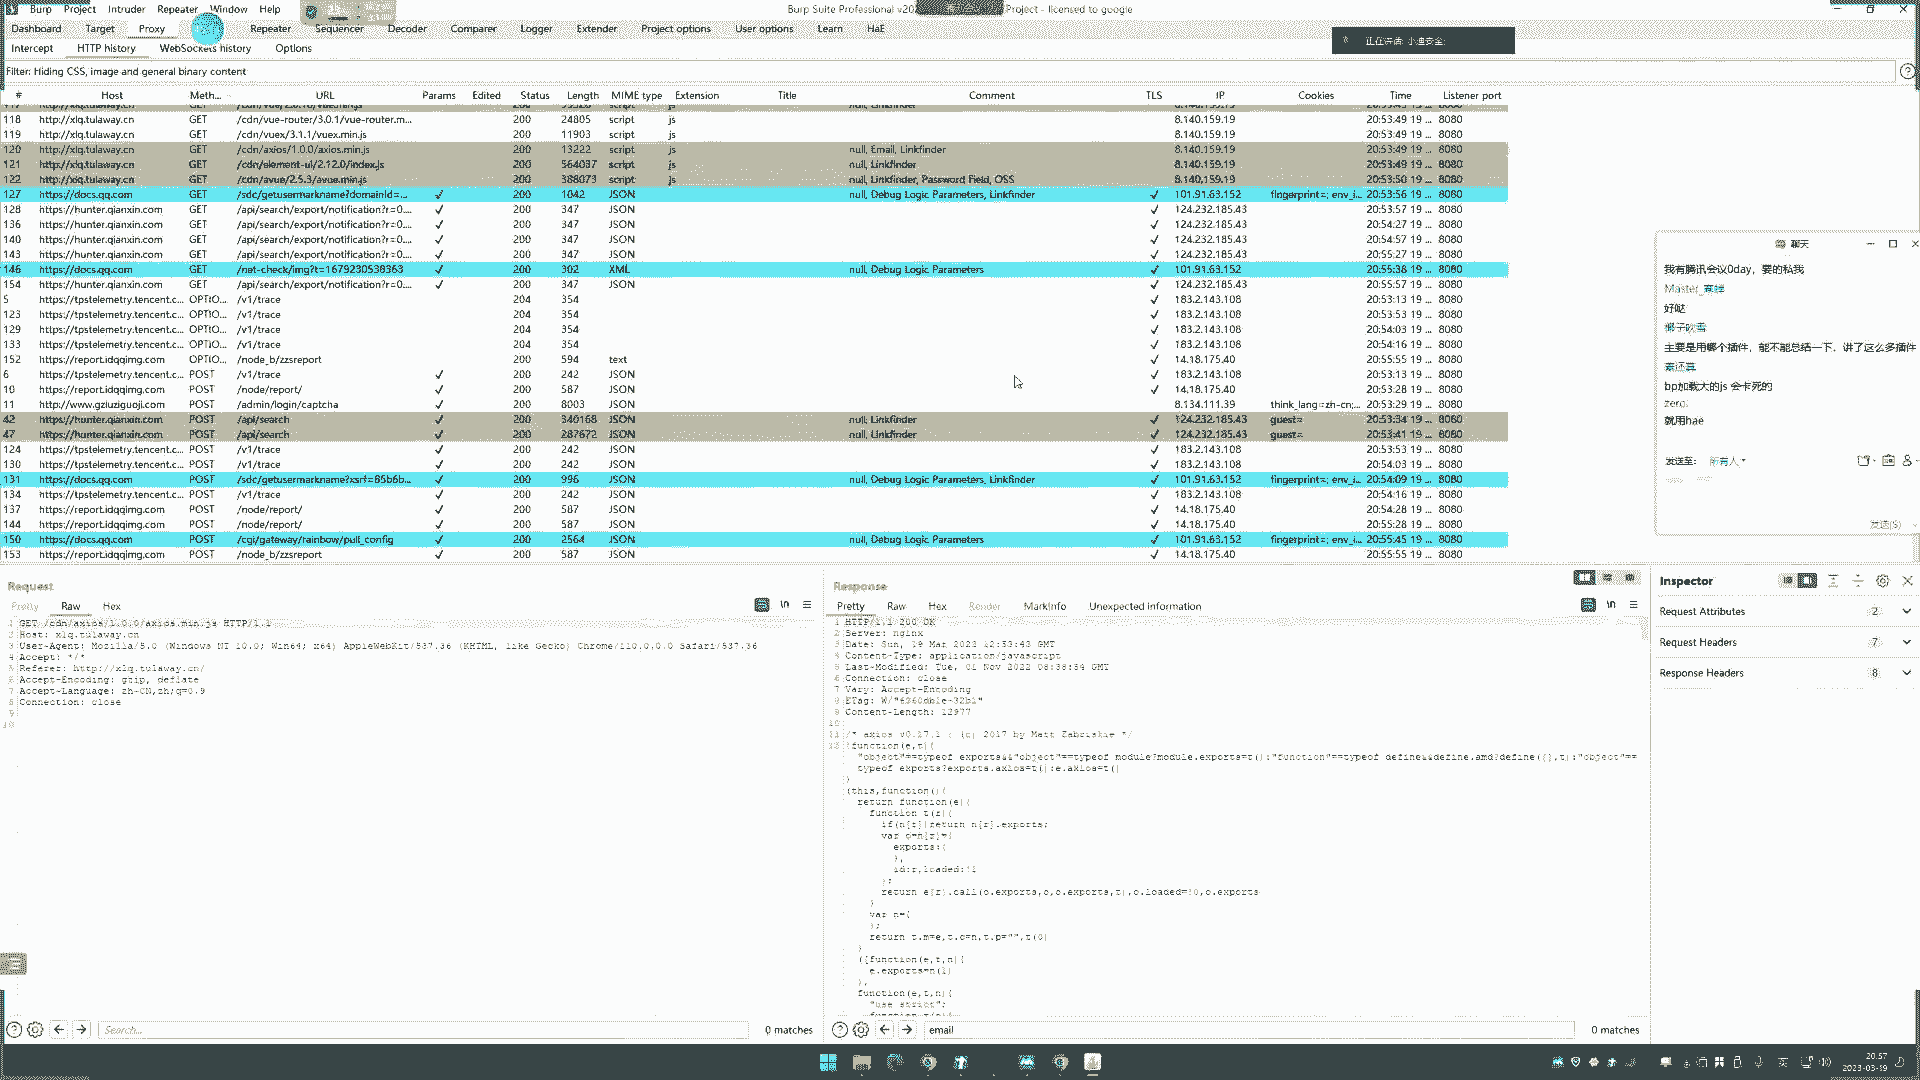 Burp Project Intruder Repeater Window Help
Burp Suite Professional Project - licensed to google
Dashboard Target Proxy Repeater Sequencer Decoder Comparer Logger Extender Project options User options Learn HaE
Intercept HTTP history WebSockets history Options
正在讲话: 小迪安全;
Filter: Hiding CSS, image and general binary content
# Host Meth... URL Params Edited Status Length MIME type Extension Title Comment TLS IP Cookies Time Listener port
118 http://xlq.tulaway.cn GET /cdn/vue-router/3.0.1/vue-router.m... 200 24805 script js 8.140.159.19 20:53:49 19 ... 8080
119 http://xlq.tulaway.cn GET /cdn/vuex/3.1.1/vuex.min.js 200 11903 script js 8.140.159.19 20:53:49 19 ... 8080
120 http://xlq.tulaway.cn GET /cdn/axios/1.0.0/axios.min.js 200 13222 script js null, Email, Linkfinder 8.140.159.19 20:53:49 19 ... 8080
121 http://xlq.tulaway.cn GET /cdn/element-ui/2.12.0/index.js 200 564037 script js null, Linkfinder 8.140.159.19 20:53:49 19 ... 8080
122 http://xlq.tulaway.cn GET /cdn/avue/2.5.3/avue.min.js 200 388073 script js null, Linkfinder, Password Field, OSS 8.140.159.19 20:53:50 19 ... 8080
127 https://docs.qq.com GET /sdc/getusermarkname?domainId=... ✓ 200 1042 JSON null, Debug Logic Parameters, Linkfinder ✓ 101.91.63.152 fingerprint=; env_i... 20:53:56 19 ... 8080
128 https://hunter.qianxin.com GET /api/search/export/notification?r=0.... ✓ 200 347 JSON ✓ 124.232.185.43 20:53:57 19 ... 8080
136 https://hunter.qianxin.com GET /api/search/export/notification?r=0.... ✓ 200 347 JSON ✓ 124.232.185.43 20:54:27 19 ... 8080
140 https://hunter.qianxin.com GET /api/search/export/notification?r=0.... ✓ 200 347 JSON ✓ 124.232.185.43 20:54:57 19 ... 8080
143 https://hunter.qianxin.com GET /api/search/export/notification?r=0.... ✓ 200 347 JSON ✓ 124.232.185.43 20:55:27 19 ... 8080
146 https://docs.qq.com GET /net-check/img?t=1679230538363 ✓ 200 302 XML null, Debug Logic Parameters ✓ 101.91.63.152 20:55:38 19 ... 8080
154 https://hunter.qianxin.com GET /api/search/export/notification?r=0.... ✓ 200 347 JSON ✓ 124.232.185.43 20:55:57 19 ... 8080
5 https://tpstelemetry.tencent.c... OPTIO... /v1/trace 204 354 ✓ 183.2.143.108 20:53:13 19 ... 8080
123 https://tpstelemetry.tencent.c... OPTIO... /v1/trace 204 354 ✓ 183.2.143.108 20:53:53 19 ... 8080
129 https://tpstelemetry.tencent.c... OPTIO... /v1/trace 204 354 ✓ 183.2.143.108 20:54:03 19 ... 8080
133 https://tpstelemetry.tencent.c... OPTIO... /v1/trace 204 354 ✓ 183.2.143.108 20:54:16 19 ... 8080
152 https://report.idqqimg.com OPTIO... /node_b/zzsreport 200 594 text ✓ 14.18.175.40 20:55:55 19 ... 8080
6 https://tpstelemetry.tencent.c... POST /v1/trace ✓ 200 242 JSON ✓ 183.2.143.108 20:53:13 19 ... 8080
10 https://report.idqqimg.com POST /node/report/ ✓ 200 587 JSON ✓ 14.18.175.40 20:53:28 19 ... 8080
11 http://www.gziuziguoji.com POST /admin/login/captcha 200 8003 JSON 8.134.111.39 think_lang=zh-cn;... 20:53:29 19 ... 8080
42 https://hunter.qianxin.com POST /api/search ✓ 200 340168 JSON null, Linkfinder ✓ 124.232.185.43 guest= 20:53:34 19 ... 8080
47 https://hunter.qianxin.com POST /api/search ✓ 200 287672 JSON null, Linkfinder ✓ 124.232.185.43 guest= 20:53:41 19 ... 8080
124 https://tpstelemetry.tencent.c... POST /v1/trace ✓ 200 242 JSON ✓ 183.2.143.108 20:53:53 19 ... 8080
130 https://tpstelemetry.tencent.c... POST /v1/trace ✓ 200 242 JSON ✓ 183.2.143.108 20:54:03 19 ... 8080
131 https://docs.qq.com POST /sdc/getusermarkname?xsrf=85b6b... ✓ 200 996 JSON null, Debug Logic Parameters, Linkfinder ✓ 101.91.63.152 fingerprint=; env_i... 20:54:09 19 ... 8080
134 https://tpstelemetry.tencent.c... POST /v1/trace ✓ 200 242 JSON ✓ 183.2.143.108 20:54:16 19 ... 8080
137 https://report.idqqimg.com POST /node/report/ ✓ 200 587 JSON ✓ 14.18.175.40 20:54:28 19 ... 8080
144 https://report.idqqimg.com POST /node/report/ ✓ 200 587 JSON ✓ 14.18.175.40 20:55:28 19 ... 8080
150 https://docs.qq.com POST /cgi/gateway/rainbow/pull_config ✓ 200 2564 JSON null, Debug Logic Parameters ✓ 101.91.63.152 fingerprint=; env_i... 20:55:45 19 ... 8080
153 https://report.idqqimg.com POST /node_b/zzsreport ✓ 200 587 JSON ✓ 14.18.175.40 20:55:55 19 ... 8080
聊天
我有腾讯会议0day，要的私我
好哒
椰子吹雪
主要是用哪个插件，能不能总结一下，讲了这么多插件
素还真
bp加载大的js 会卡死的
zero:
就用hae
发送至: 所有人
发送(S)
Request
Pretty Raw Hex
1 GET /cdn/axios/1.0.0/axios.min.js HTTP/1.1
2 Host: xlq.tulaway.cn
3 User-Agent: Mozilla/5.0 (Windows NT 10.0; Win64; x64) AppleWebKit/537.36 (KHTML, like Gecko) Chrome/110.0.0.0 Safari/537.36
4 Accept: */*
5 Referer: http://xlq.tulaway.cn/
6 Accept-Encoding: gzip, deflate
7 Accept-Language: zh-CN,zh;q=0.9
8 Connection: close
9
10
Search... 0 matches
Response
Pretty Raw Hex Render MarkInfo Unexpected information
1 HTTP/1.1 200 OK
2 Server: nginx
3 Date: Sun, 19 Mar 2023 12:53:43 GMT
4 Content-Type: application/javascript
5 Last-Modified: Tue, 01 Nov 2022 08:38:54 GMT
6 Connection: close
7 Vary: Accept-Encoding
8 ETag: W/"6360db1e-32b1"
9 Content-Length: 12977
10
11 /* axios v0.17.1 | (c) 2017 by Matt Zabriskie */
12 !function(e,t){
"object"==typeof exports&&"object"==typeof module?module.exports=t():"function"==typeof define&&define.amd?define([],t):"object"==
typeof exports?exports.axios=t():e.axios=t()
}
(this,function(){
return function(e){
function t(r){
if(n[r])return n[r].exports;
var o=n[r]={
exports:{
},
id:r,loaded:!1
};
return e[r].call(o.exports,o,o.exports,t),o.loaded=!0,o.exports
}
var n={
};
return t.m=e,t.c=n,t.p="",t(0)
}
([function(e,t,n){
e.exports=n(1)
},
function(e,t,n){
"use strict";
email 0 matches
Inspector
Request Attributes 2
Request Headers 7
Response Headers 8
英
20:57
2023-03-19